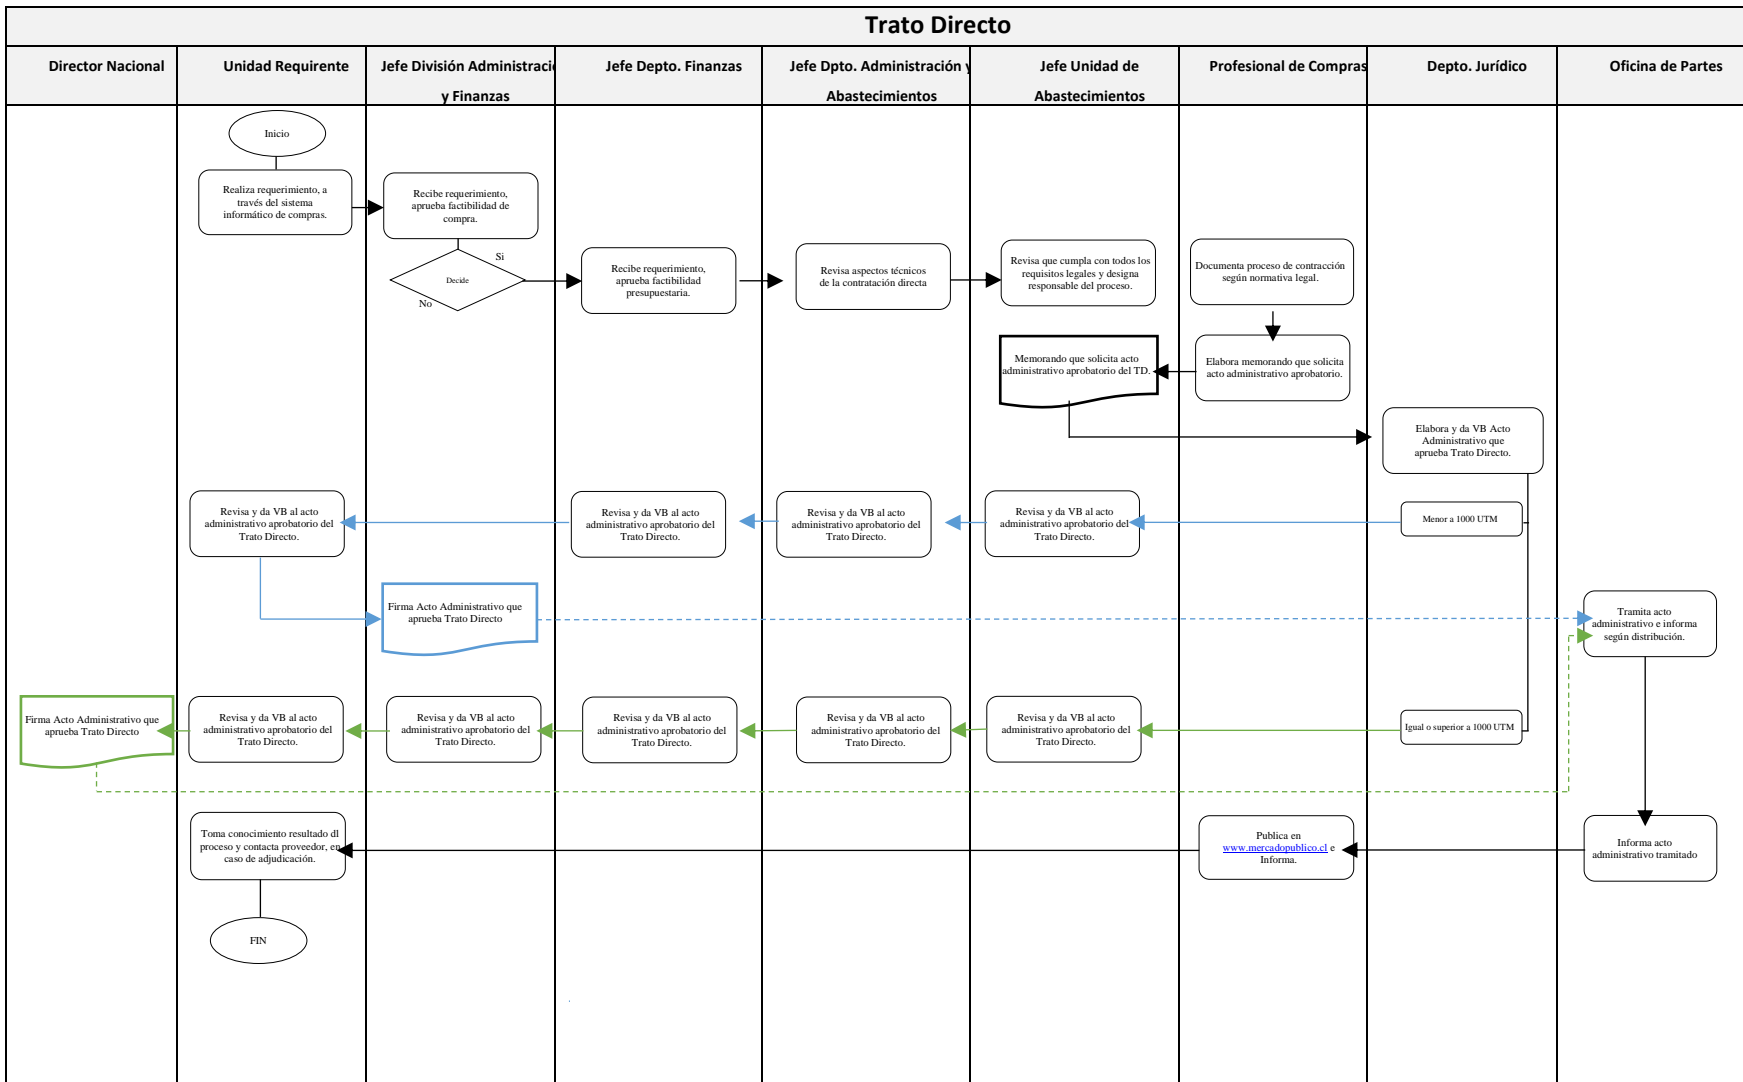 Trato Directo
Director Nacional
Unidad Requirente
Jefe División Administraci
y Finanzas
Jefe Depto. Finanzas
Jefe Dpto. Administración y
Abastecimientos
Jefe Unidad de
Abastecimientos
Profesional de Compras
Depto. Jurídico
Oficina de Partes
Inicio
Realiza requerimiento, a
través del sistema
informático de compras.
Recibe requerimiento,
aprueba factibilidad de
compra.
Decide
Si
No
Recibe requerimiento,
aprueba factibilidad
presupuestaria.
Revisa aspectos técnicos
de la contratación directa
Revisa que cumpla con todos los
requisitos legales y designa
responsable del proceso.
Documenta proceso de contracción
según normativa legal.
Memorando que solicita acto
administrativo aprobatorio del TD.
Elabora memorando que solicita
acto administrativo aprobatorio.
Elabora y da VB Acto
Administrativo que
aprueba Trato Directo.
Revisa y da VB al acto
administrativo aprobatorio del
Trato Directo.
Revisa y da VB al acto
administrativo aprobatorio del
Trato Directo.
Revisa y da VB al acto
administrativo aprobatorio del
Trato Directo.
Revisa y da VB al acto
administrativo aprobatorio del
Trato Directo.
Menor a 1000 UTM
Firma Acto Administrativo que
aprueba Trato Directo
Tramita acto
administrativo e informa
según distribución.
Firma Acto Administrativo que
aprueba Trato Directo
Revisa y da VB al acto
administrativo aprobatorio del
Trato Directo.
Revisa y da VB al acto
administrativo aprobatorio del
Trato Directo.
Revisa y da VB al acto
administrativo aprobatorio del
Trato Directo.
Revisa y da VB al acto
administrativo aprobatorio del
Trato Directo.
Revisa y da VB al acto
administrativo aprobatorio del
Trato Directo.
Igual o superior a 1000 UTM
Toma conocimiento resultado dl
proceso y contacta proveedor, en
caso de adjudicación.
Publica en
www.mercadopublico.cl e
Informa.
Informa acto
administrativo tramitado
FIN